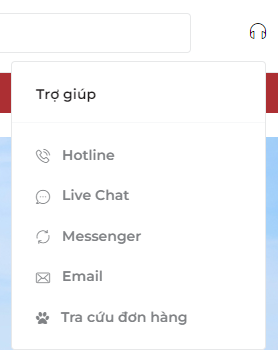 Trợ giúp
Hotline
Live Chat
Messenger
Email
Tra cứu đơn hàng